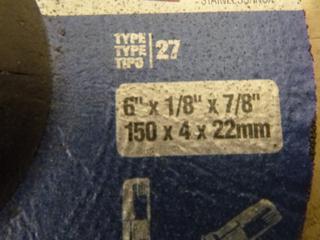 TYPE
TYPE 27
TIPO
6" x 1/8" x 7/8"
150 x 4 x 22mm